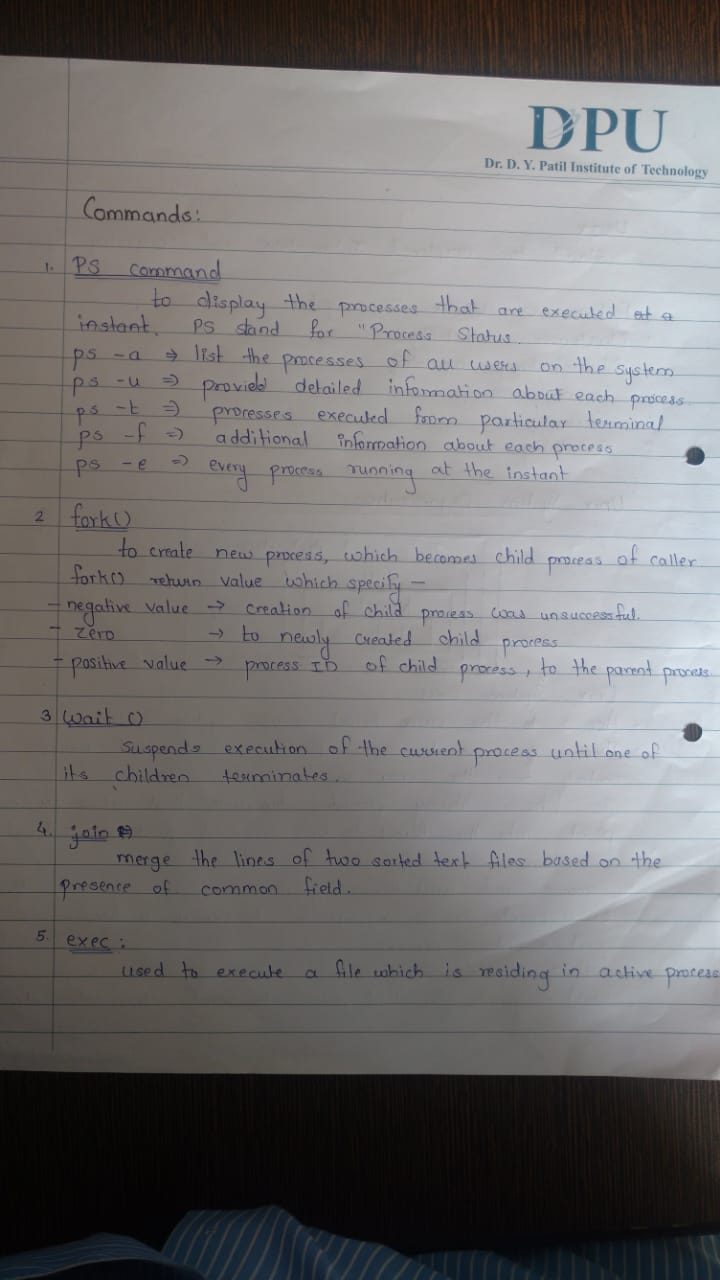 DPU
Dr. D. Y. Patil Institute of Technology
Commands:
1. PS command
to display the processes that are executed at a
instant. PS stand for "Process Status.
ps -a ⇒ list the processes of all users on the system
ps -u ⇒ provied detailed information about each process.
ps -t ⇒ processes executed from particular terminal
ps -f ⇒ additional information about each process
ps -e ⇒ every process running at the instant
2 fork()
to create new process, which becomes child process of caller
fork() return value which specify -
- negative value → creation of child process was unsuccessful.
- Zero → to newly created child process
- positive value → process ID of child process, to the parent process.
3 wait ()
Suspends execution of the current process until one of
its children terminates.
4. join
merge the lines of two sorted text files based on the
presence of common field.
5. exec :
used to execute a file which is residing in active process